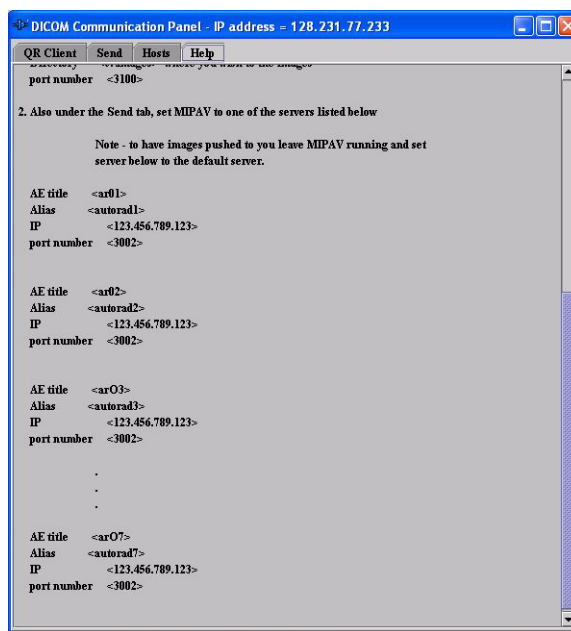 DICOM Communication Panel - IP address = 128.231.77.233
QR Client Send Hosts Help
port number <3100>
2. Also under the Send tab, set MIPAV to one of the servers listed below
Note - to have images pushed to you leave MIPAV running and set
server below to the default server.
AE title <ar01>
Alias <autorad1>
IP <123.456.789.123>
port number <3002>
AE title <ar02>
Alias <autorad2>
IP <123.456.789.123>
port number <3002>
AE title <arO3>
Alias <autorad3>
IP <123.456.789.123>
port number <3002>
.
.
.
AE title <arO7>
Alias <autorad7>
IP <123.456.789.123>
port number <3002>